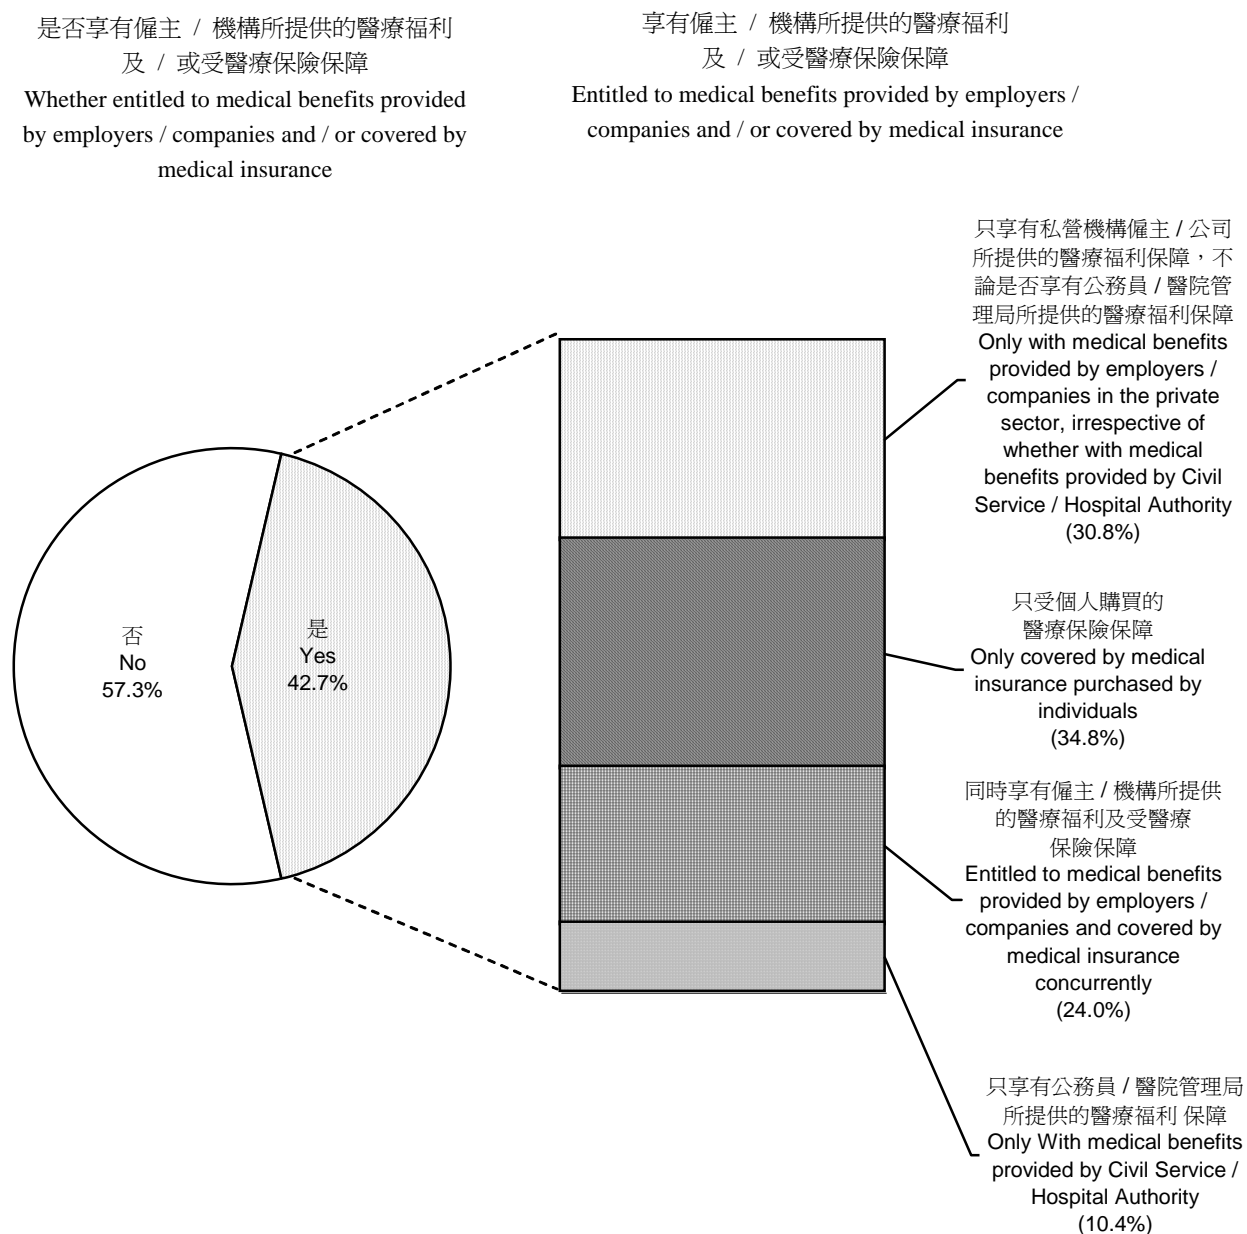 是否享有僱主 / 機構所提供的醫療福利
及 / 或受醫療保險保障
Whether entitled to medical benefits provided
by employers / companies and / or covered by
medical insurance
享有僱主 / 機構所提供的醫療福利
及 / 或受醫療保險保障
Entitled to medical benefits provided by employers /
companies and / or covered by medical insurance
否
No
57.3%
是
Yes
42.7%
只享有私營機構僱主 / 公司
所提供的醫療福利保障，不
論是否享有公務員 / 醫院管
理局所提供的醫療福利保障
Only with medical benefits
provided by employers /
companies in the private
sector, irrespective of
whether with medical
benefits provided by Civil
Service / Hospital Authority
(30.8%)
只受個人購買的
醫療保險保障
Only covered by medical
insurance purchased by
individuals
(34.8%)
同時享有僱主 / 機構所提供
的醫療福利及受醫療
保險保障
Entitled to medical benefits
provided by employers /
companies and covered by
medical insurance
concurrently
(24.0%)
只享有公務員 / 醫院管理局
所提供的醫療福利 保障
Only With medical benefits
provided by Civil Service /
Hospital Authority
(10.4%)